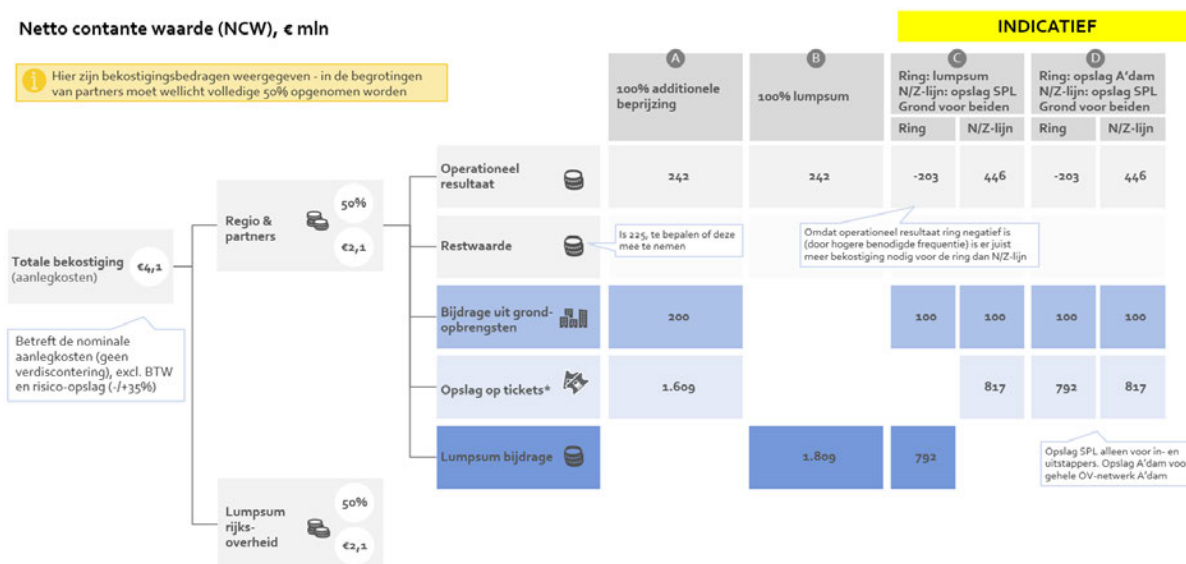 Netto contante waarde (NCW), € mln
INDICATIEF
Hier zijn bekostigingsbedragen weergegeven - in de begrotingen
van partners moet wellicht volledige 50% opgenomen worden
A
B
C
D
100% additionele
beprijzing
100% lumpsum
Ring: lumpsum
N/Z-lijn: opslag SPL
Grond voor beiden
Ring: opslag A'dam
N/Z-lijn: opslag SPL
Grond voor beiden
Ring
N/Z-lijn
Ring
N/Z-lijn
Operationeel
resultaat
242
242
-203
446
-203
446
Regio &
partners
50%
€2,1
Restwaarde
Is 225, te bepalen of deze
mee te nemen
Omdat operationeel resultaat ring negatief is
(door hogere benodigde frequentie) is er juist
meer bekostiging nodig voor de ring dan N/Z-lijn
Totale bekostiging
(aanlegkosten)
€4,1
Bijdrage uit grond-
opbrengsten
200
100
100
100
100
Betreft de nominale
aanlegkosten (geen
verdiscontering), excl. BTW
en risico-opslag (-/+35%)
Opslag op tickets*
1.609
817
792
817
Lumpsum bijdrage
1.809
792
Opslag SPL alleen voor in- en
uitstappers. Opslag A'dam voo
gehele OV-netwerk A'dam
Lumpsum
rijks-
overheid
50%
€2,1